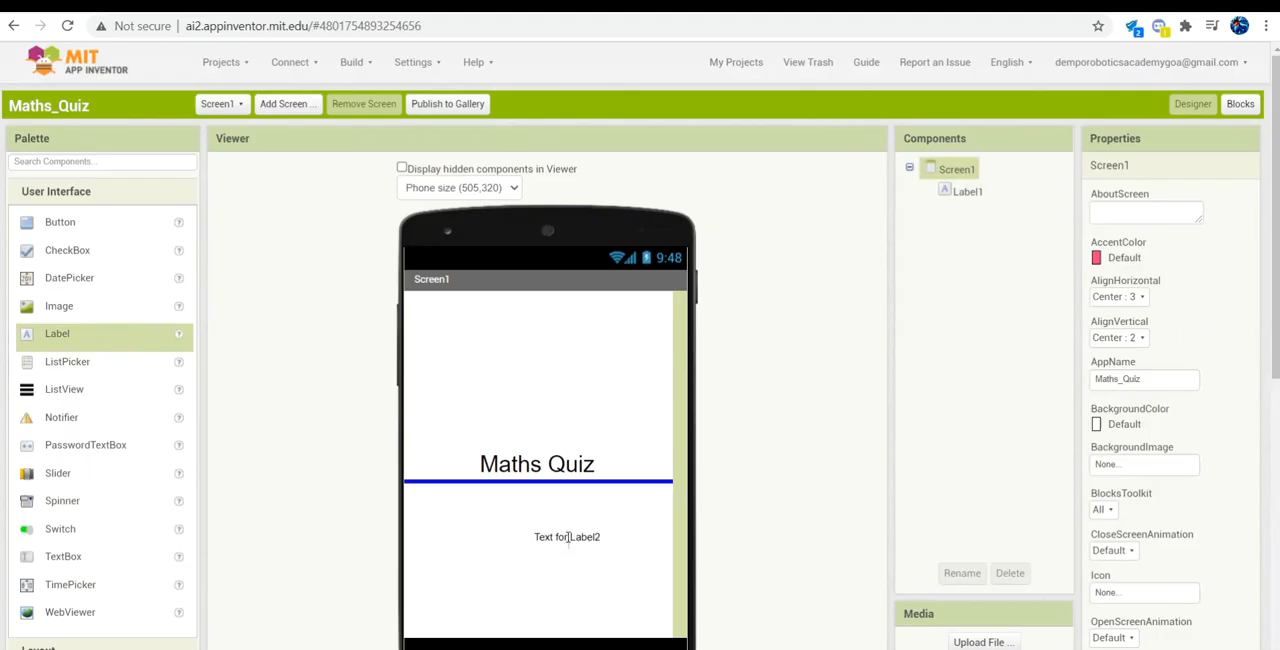 Not secure | ai2.appinventor.mit.edu/#4801754893254656
2
1
MIT
APP INVENTOR
Projects
Connect
Build
Settings
Help
My Projects
View Trash
Guide
Report an Issue
English
demporoboticsacademygoa@gmail.com
Maths_Quiz
Screen1
Add Screen ...
Remove Screen
Publish to Gallery
Designer
Blocks
Palette
Search Components...
User Interface
Button
CheckBox
DatePicker
Image
Label
ListPicker
ListView
Notifier
PasswordTextBox
Slider
Spinner
Switch
TextBox
TimePicker
WebViewer
Viewer
Display hidden components in Viewer
Phone size (505,320)
9:48
Screen1
Maths Quiz
Text for Label2
Components
Screen1
Label1
Rename
Delete
Media
Upload File ...
Properties
Screen1
AboutScreen
AccentColor
Default
AlignHorizontal
Center : 3
AlignVertical
Center : 2
AppName
Maths_Quiz
BackgroundColor
Default
BackgroundImage
None...
BlocksToolkit
All
CloseScreenAnimation
Default
Icon
None...
OpenScreenAnimation
Default